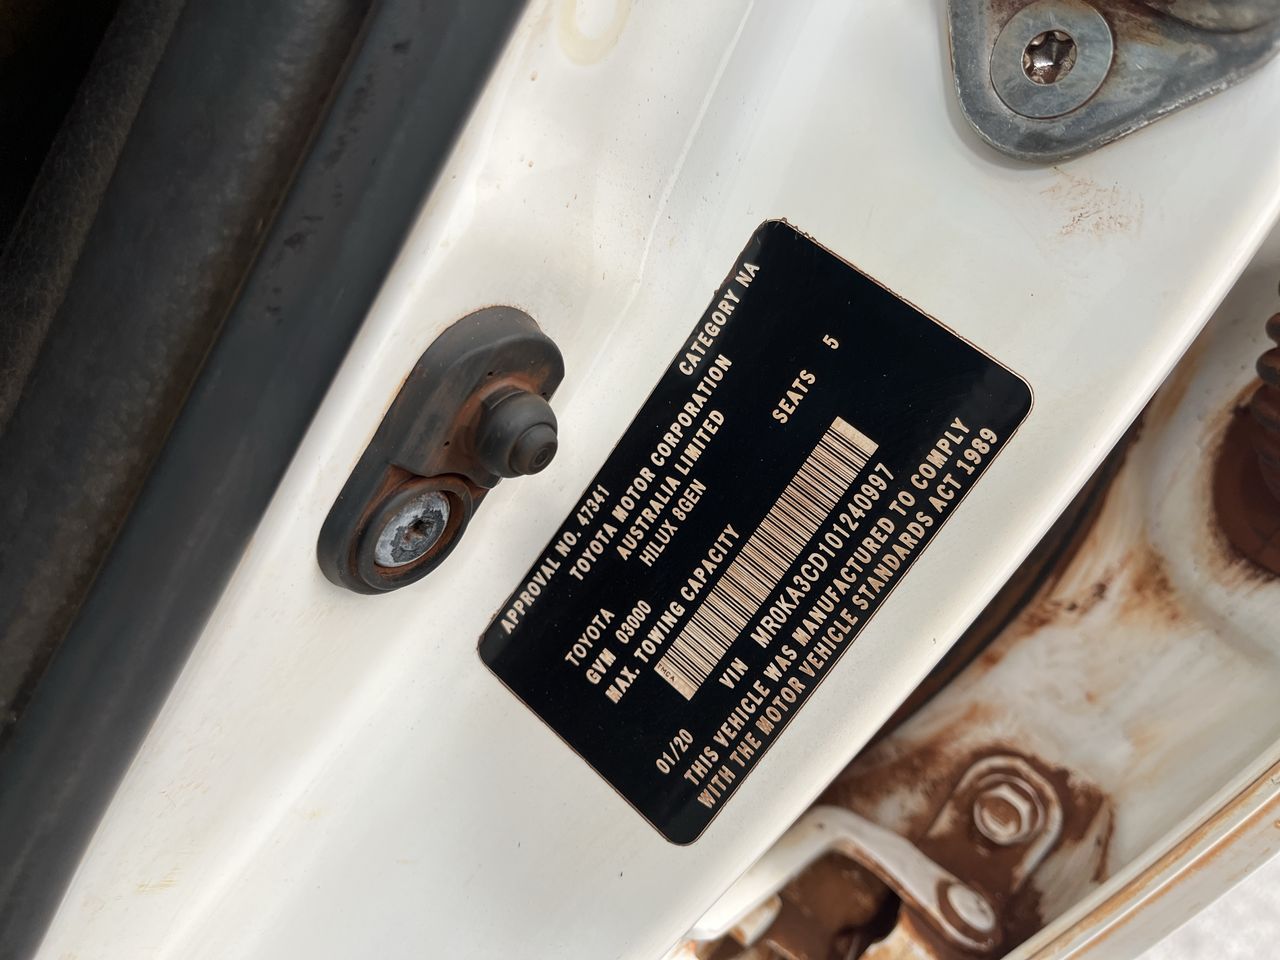 APPROVAL NO. 47341 CATEGORY NA
TOYOTA MOTOR CORPORATION
AUSTRALIA LIMITED
TOYOTA HILUX 8GEN
GVM 03000
MAX. TOWING CAPACITY SEATS 5
TMCA
VIN MR0KA3CD101240997
01/20
THIS VEHICLE WAS MANUFACTURED TO COMPLY
WITH THE MOTOR VEHICLE STANDARDS ACT 1989